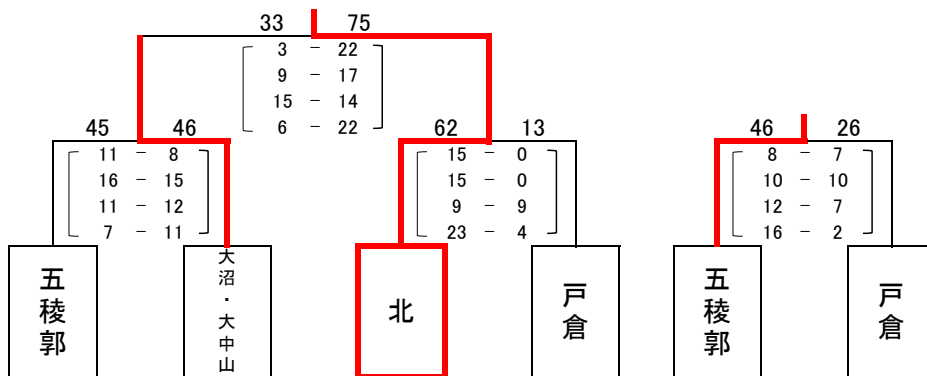 33 75
3 － 22
9 － 17
15 － 14
6 － 22
45 46
11 － 8
16 － 15
11 － 12
7 － 11
62 13
15 － 0
15 － 0
9 － 9
23 － 4
46 26
8 － 7
10 － 10
12 － 7
16 － 2
五稜郭
大沼・大中山
北
戸倉
五稜郭
戸倉